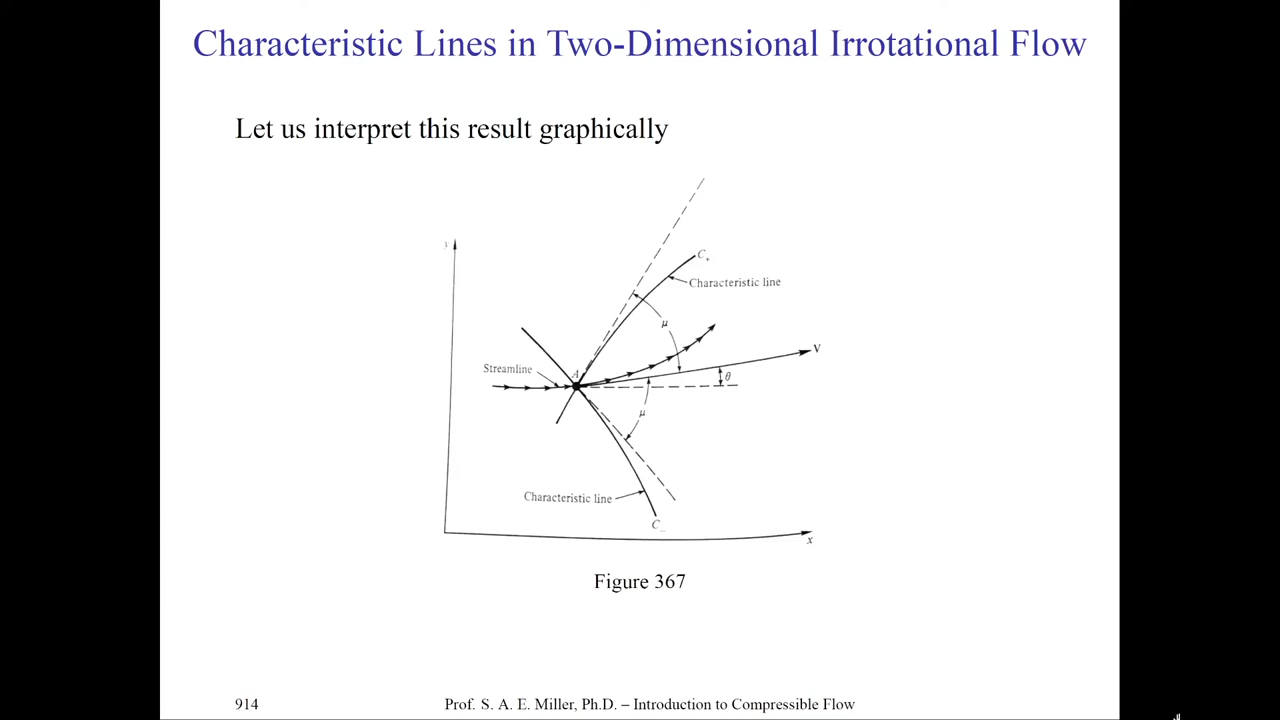 Characteristic Lines in Two-Dimensional Irrotational Flow
Let us interpret this result graphically
y
C+
Characteristic line
μ
V
Streamline
A
θ
μ
Characteristic line
C−
x
Figure 367
914
Prof. S. A. E. Miller, Ph.D. – Introduction to Compressible Flow